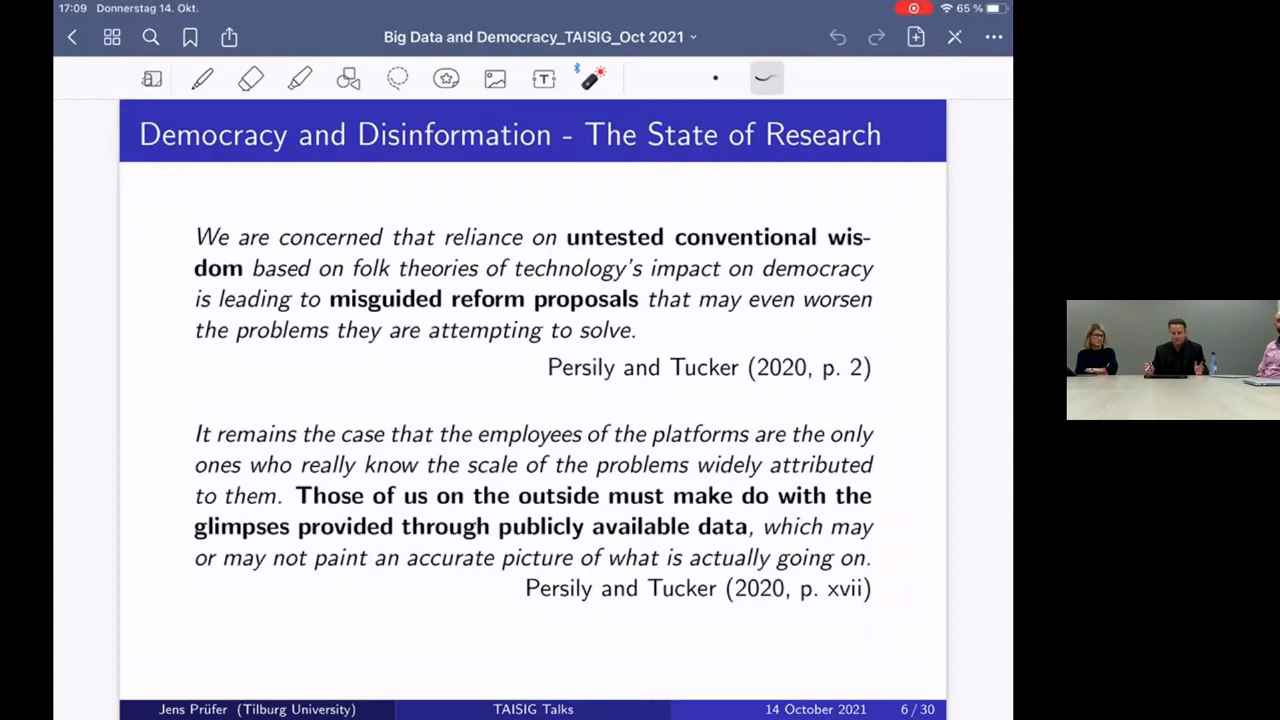 17:09 Donnerstag 14. Okt.
65 %
Big Data and Democracy_TAISIG_Oct 2021
T
Democracy and Disinformation - The State of Research
We are concerned that reliance on untested conventional wis-
dom based on folk theories of technology's impact on democracy
is leading to misguided reform proposals that may even worsen
the problems they are attempting to solve.
Persily and Tucker (2020, p. 2)
It remains the case that the employees of the platforms are the only
ones who really know the scale of the problems widely attributed
to them. Those of us on the outside must make do with the
glimpses provided through publicly available data, which may
or may not paint an accurate picture of what is actually going on.
Persily and Tucker (2020, p. xvii)
Jens Prüfer (Tilburg University) TAISIG Talks 14 October 2021 6 / 30